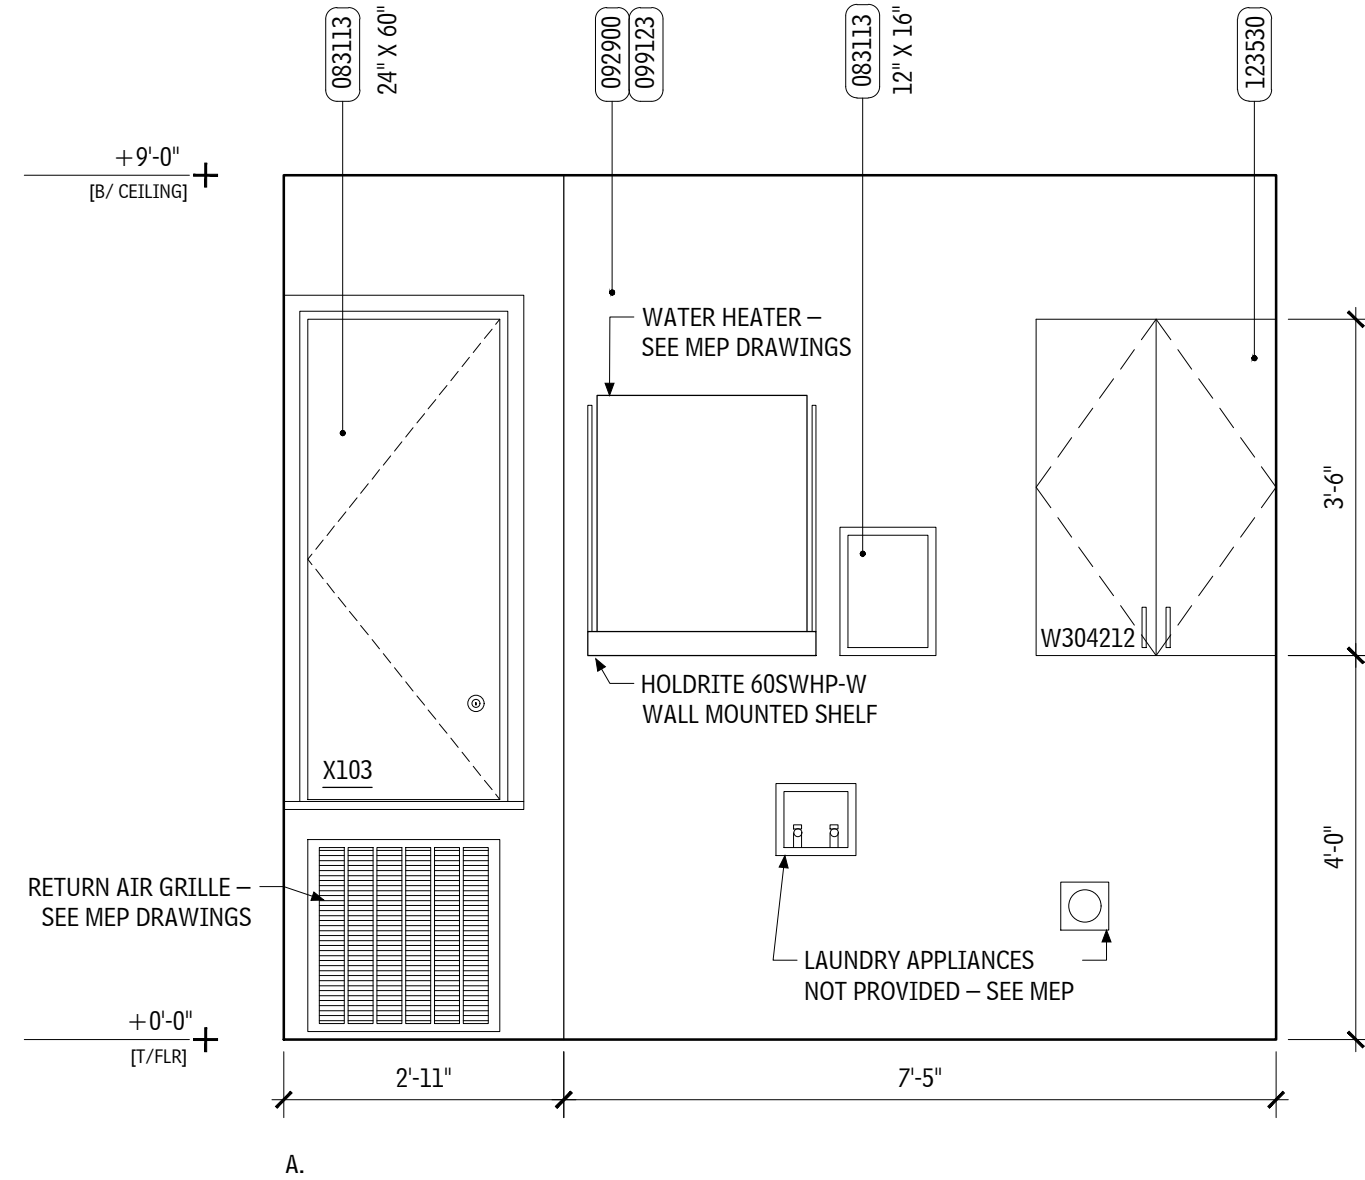 083113
24" X 60"
092900
099123
083113
12" X 16"
123530
+9'-0"
[B/ CEILING]
WATER HEATER –
SEE MEP DRAWINGS
3'-6"
W304212
HOLDRITE 60SWHP-W
WALL MOUNTED SHELF
X103
4'-0"
RETURN AIR GRILLE –
SEE MEP DRAWINGS
LAUNDRY APPLIANCES
NOT PROVIDED – SEE MEP
+0'-0"
[T/FLR]
2'-11"
7'-5"
A.